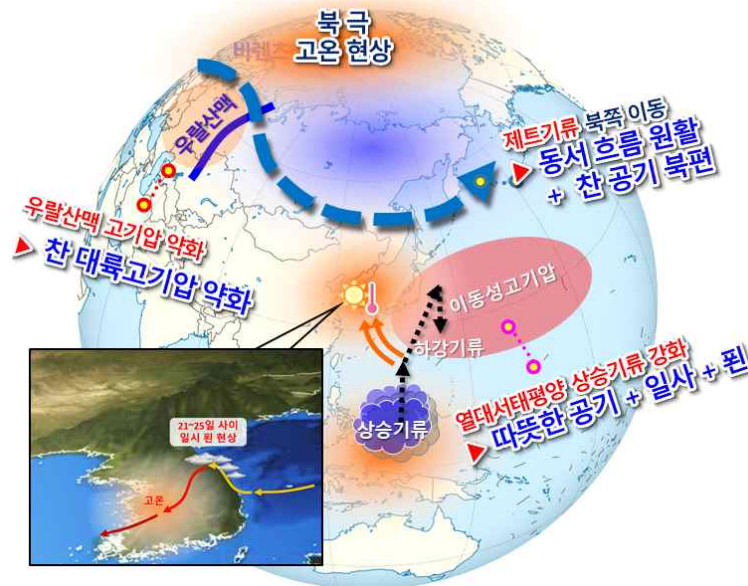 북 극
고온 현상
바렌츠
우랄산맥
제트기류 북쪽 이동
동서 흐름 원활
+ 찬 공기 북편
우랄산맥 고기압 약화
찬 대륙고기압 약화
이동성고기압
하강기류
상승기류
열대서태평양 상승기류 강화
따뜻한 공기 + 일사 + 푄
21~25일 사이
일시 푄 현상
고온